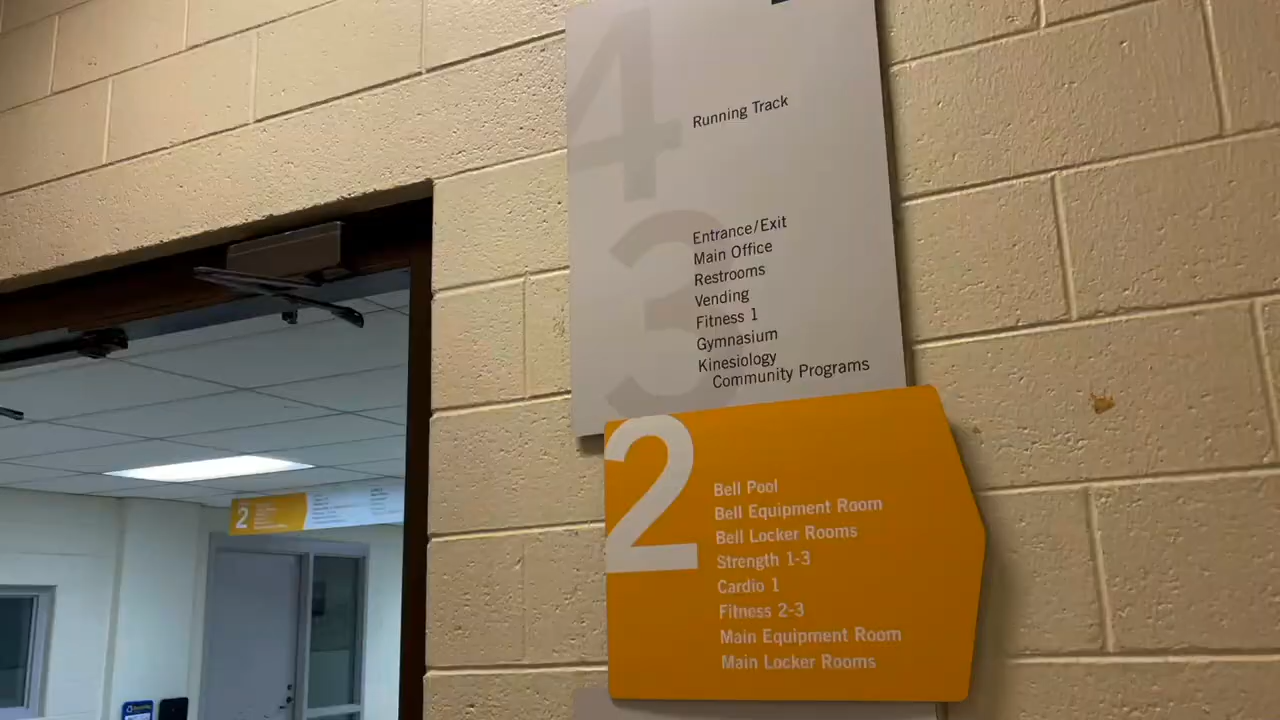 4
Running Track
3
Entrance/Exit
Main Office
Restrooms
Vending
Fitness 1
Gymnasium
Kinesiology
Community Programs
2
Bell Pool
Bell Equipment Room
Bell Locker Rooms
Strength 1-3
Cardio 1
Fitness 2-3
Main Equipment Room
Main Locker Rooms
2